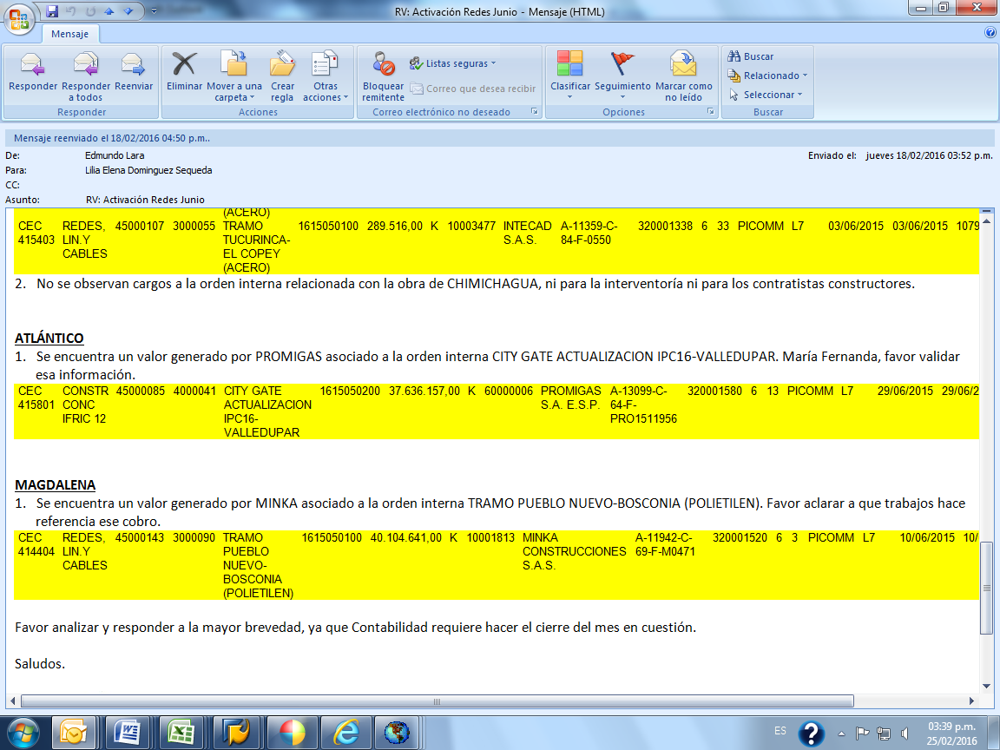 RV: Activación Redes Junio - Mensaje (HTML)
Mensaje
Responder Responder a todos Reenviar
Responder
Eliminar Mover a una carpeta Crear regla Otras acciones
Acciones
Bloquear remitente Listas seguras
Correo que desea recibir
Correo electrónico no deseado
Clasificar Seguimiento Marcar como no leído
Opciones
Buscar
Relacionado
Seleccionar
Buscar
Mensaje reenviado el 18/02/2016 04:50 p.m..
De: Edmundo Lara Enviado el: jueves 18/02/2016 03:52 p.m.
Para: Lilia Elena Dominguez Sequeda
CC:
Asunto: RV: Activación Redes Junio
(ACERO)
CEC REDES, 45000107 3000055 TRAMO 1615050100 289.516,00 K 10003477 INTECAD A-11359-C- 320001338 6 33 PICOMM L7 03/06/2015 03/06/2015 1079
415403 LIN.Y TUCURINCA- S.A.S. 84-F-0550
CABLES EL COPEY
(ACERO)
2. No se observan cargos a la orden interna relacionada con la obra de CHIMICHAGUA, ni para la interventoría ni para los contratistas constructores.
ATLÁNTICO
1. Se encuentra un valor generado por PROMIGAS asociado a la orden interna CITY GATE ACTUALIZACION IPC16-VALLEDUPAR. María Fernanda, favor validar
esa información.
CEC CONSTR 45000085 4000041 CITY GATE 1615050200 37.636.157,00 K 60000006 PROMIGAS A-13099-C- 320001580 6 13 PICOMM L7 29/06/2015 29/06/2
415801 CONC ACTUALIZACION S.A. E.S.P. 64-F-
IFRIC 12 IPC16- PRO1511956
VALLEDUPAR
MAGDALENA
1. Se encuentra un valor generado por MINKA asociado a la orden interna TRAMO PUEBLO NUEVO-BOSCONIA (POLIETILEN). Favor aclarar a que trabajos hace
referencia ese cobro.
CEC REDES, 45000143 3000090 TRAMO 1615050100 40.104.641,00 K 10001813 MINKA A-11942-C- 320001520 6 3 PICOMM L7 10/06/2015 10/
414404 LIN.Y PUEBLO CONSTRUCCIONES 69-F-M0471
CABLES NUEVO- S.A.S.
BOSCONIA
(POLIETILEN)
Favor analizar y responder a la mayor brevedad, ya que Contabilidad requiere hacer el cierre del mes en cuestión.
Saludos.
ES 03:39 p.m.
25/02/2016